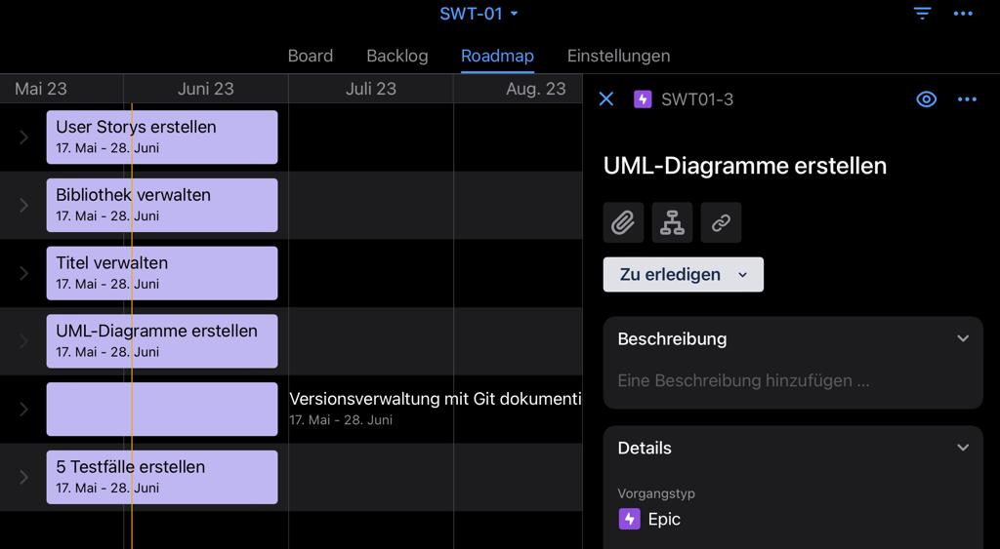 SWT-01
Board Backlog Roadmap Einstellungen
Mai 23 Juni 23 Juli 23 Aug. 23
User Storys erstellen
17. Mai - 28. Juni
Bibliothek verwalten
17. Mai - 28. Juni
Titel verwalten
17. Mai - 28. Juni
UML-Diagramme erstellen
17. Mai - 28. Juni
Versionsverwaltung mit Git dokumenti
17. Mai - 28. Juni
5 Testfälle erstellen
17. Mai - 28. Juni
SWT01-3
UML-Diagramme erstellen
Zu erledigen
Beschreibung
Eine Beschreibung hinzufügen ...
Details
Vorgangstyp
Epic